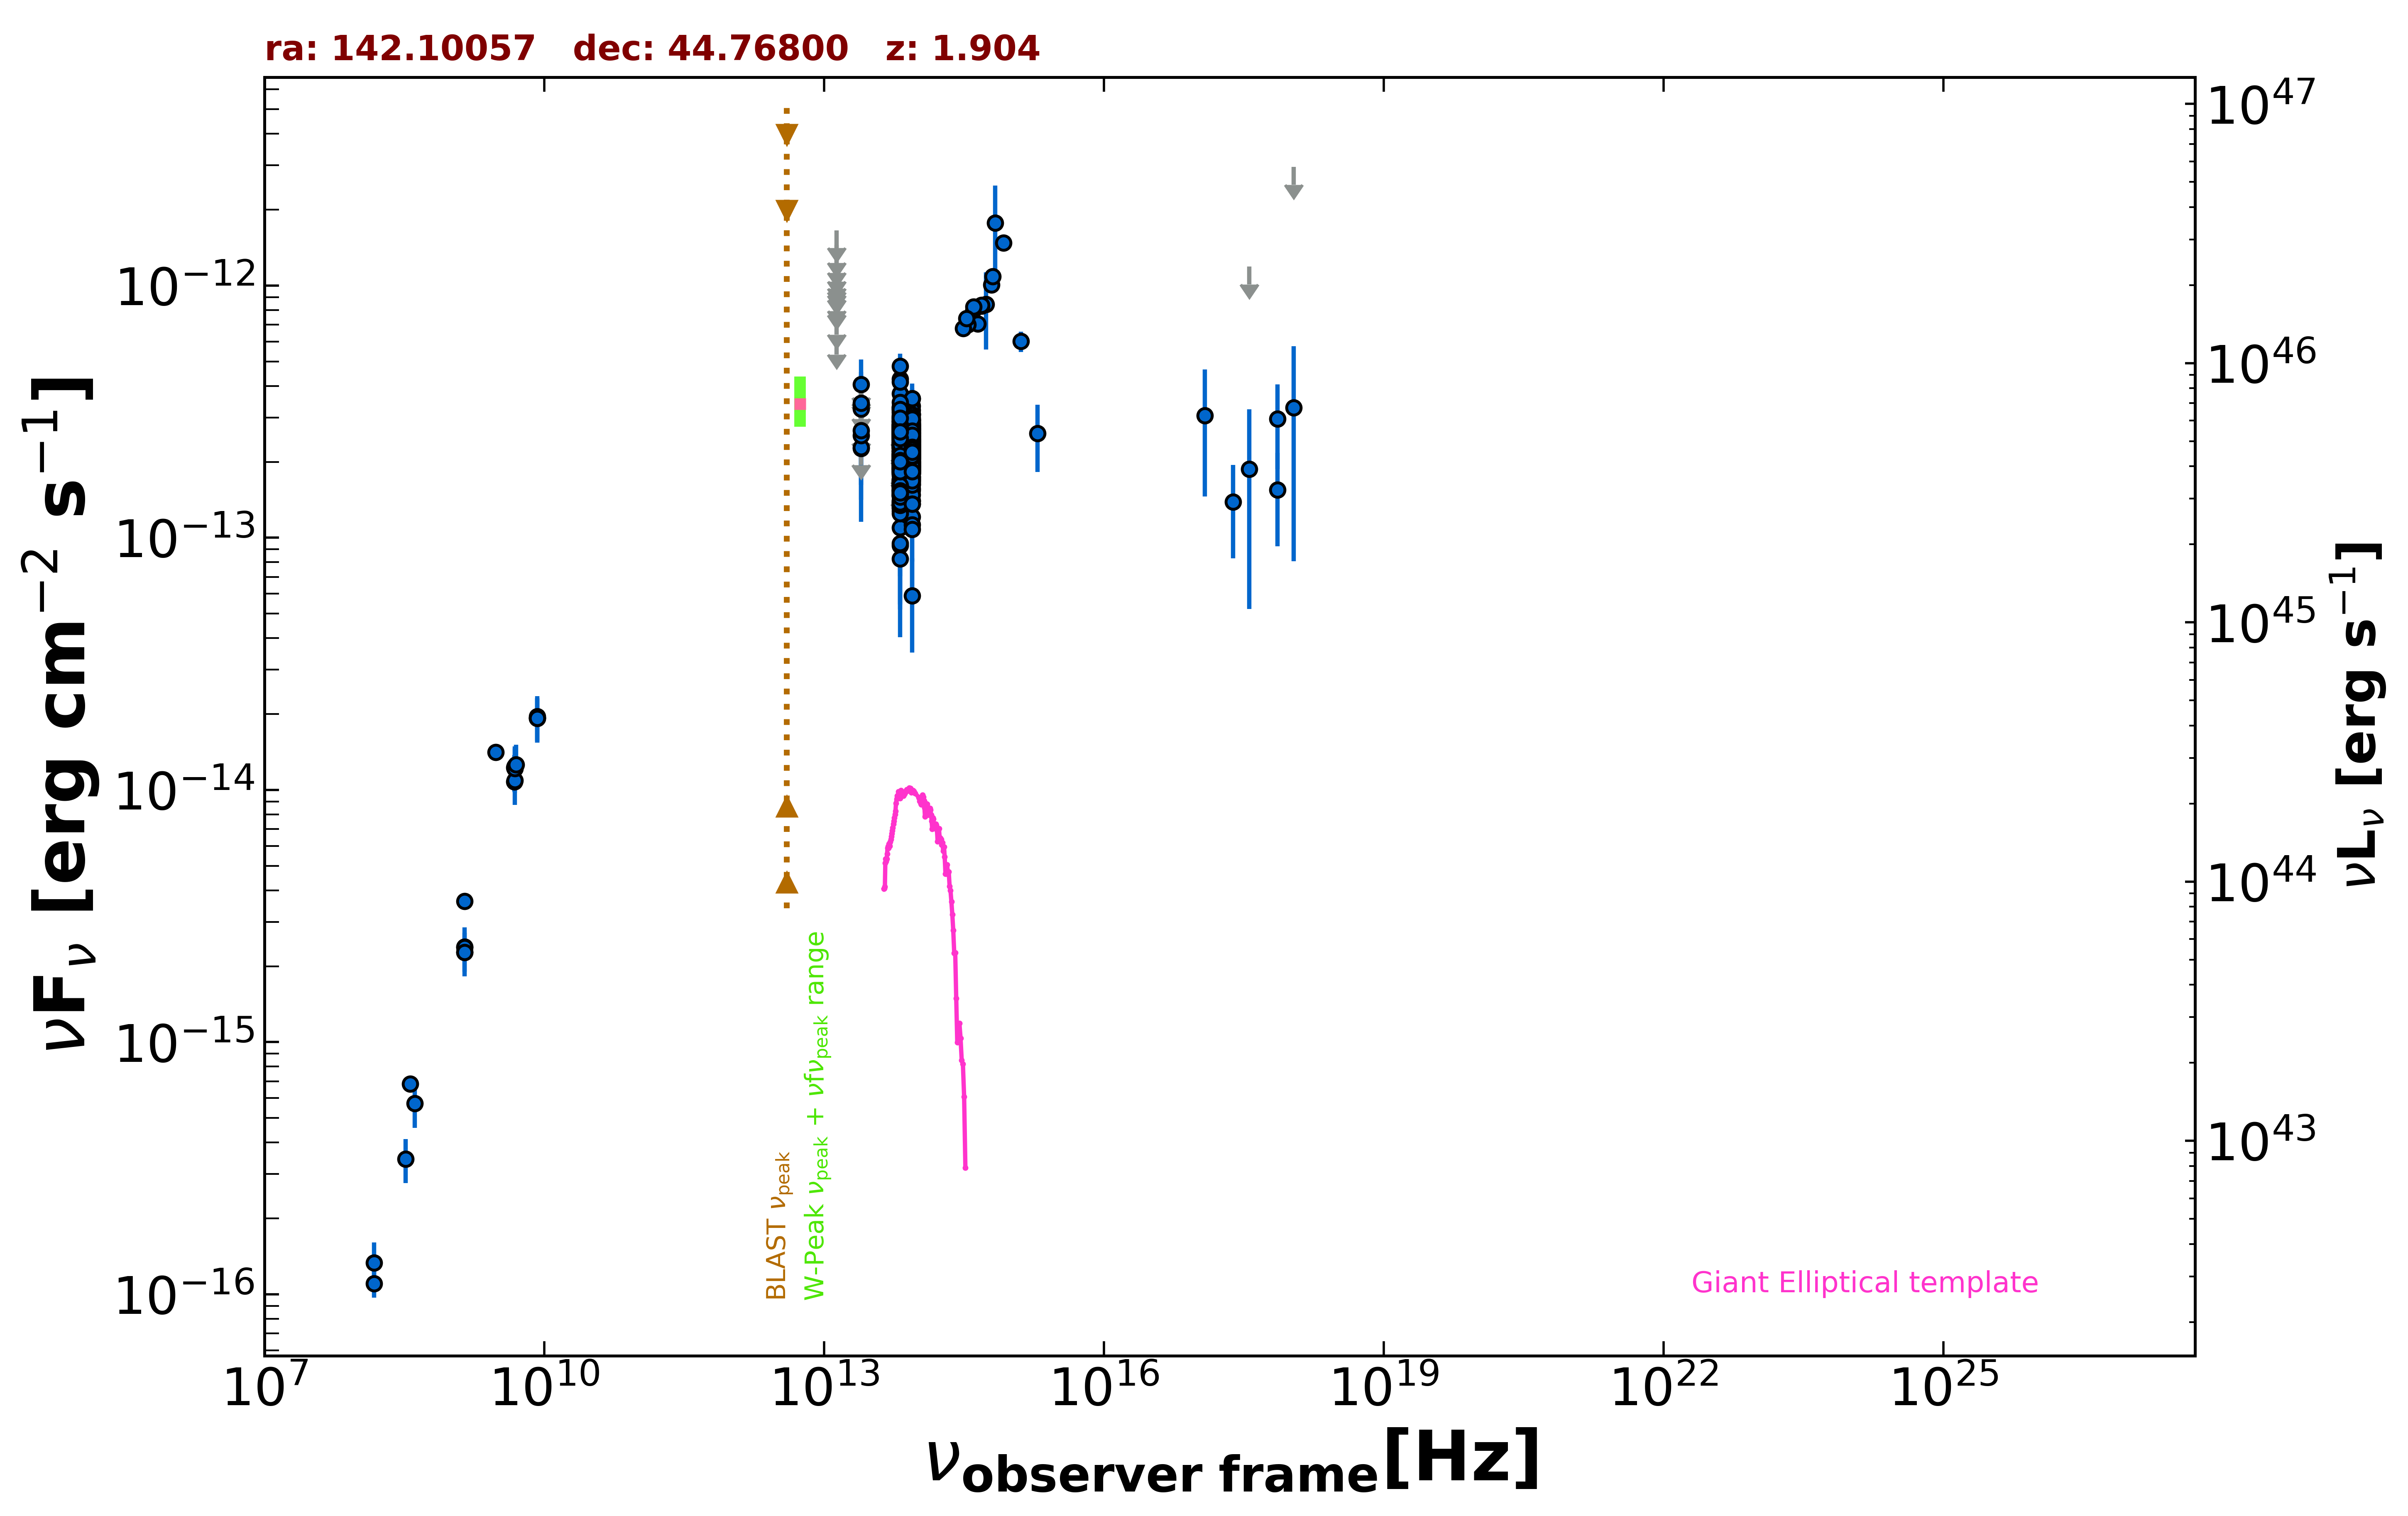 ra: 142.10057 dec: 44.76800 z: 1.904
10^47
10^46
10^45
10^44
10^43
νL_ν [erg s^−1]
νF_ν [erg cm^−2 s^−1]
10^−12
10^−13
10^−14
10^−15
10^−16
BLAST ν_peak
W-Peak ν_peak + νfν_peak range
Giant Elliptical template
10^7 10^10 10^13 10^16 10^19 10^22 10^25
ν_observer frame [Hz]